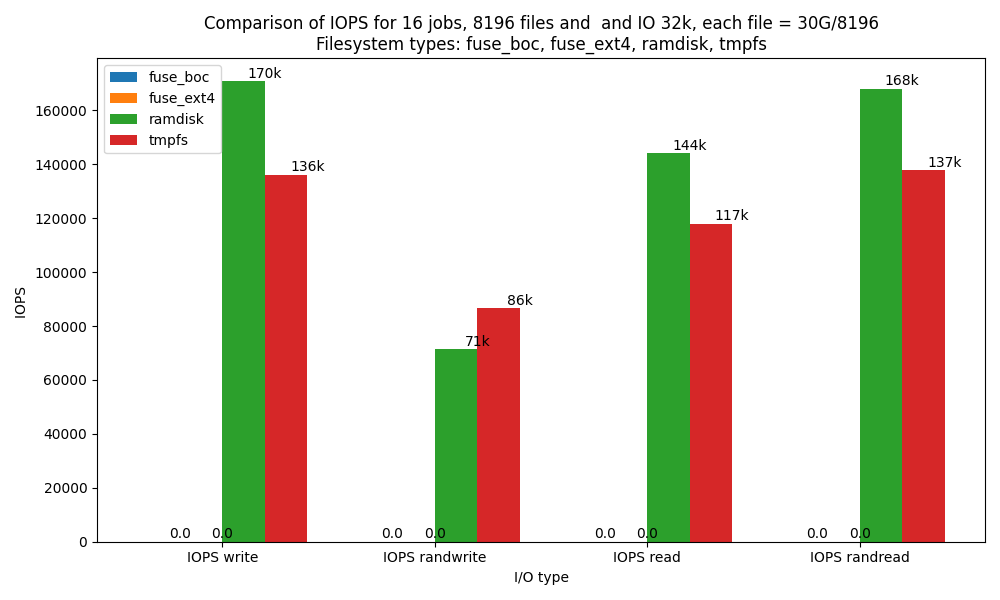 Comparison of IOPS for 16 jobs, 8196 files and  and IO 32k, each file = 30G/8196
Filesystem types: fuse_boc, fuse_ext4, ramdisk, tmpfs
fuse_boc
fuse_ext4
ramdisk
tmpfs
170k
136k
71k
86k
144k
117k
168k
137k
0.0 0.0 0.0 0.0 0.0 0.0 0.0 0.0
160000
140000
120000
100000
80000
60000
40000
20000
0
IOPS
IOPS write IOPS randwrite IOPS read IOPS randread
I/O type